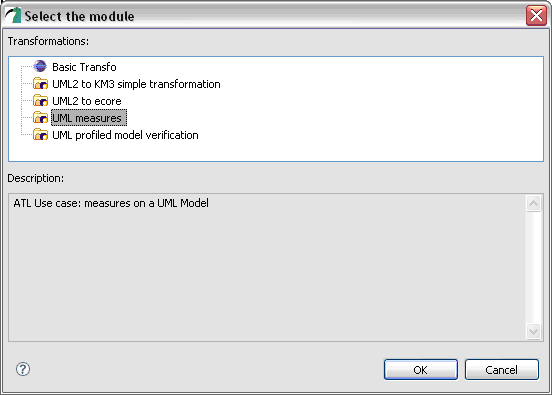 Select the module
Transformations:
Basic Transfo
UML2 to KM3 simple transformation
UML2 to ecore
UML measures
UML profiled model verification
Description:
ATL Use case: measures on a UML Model
?
OK
Cancel